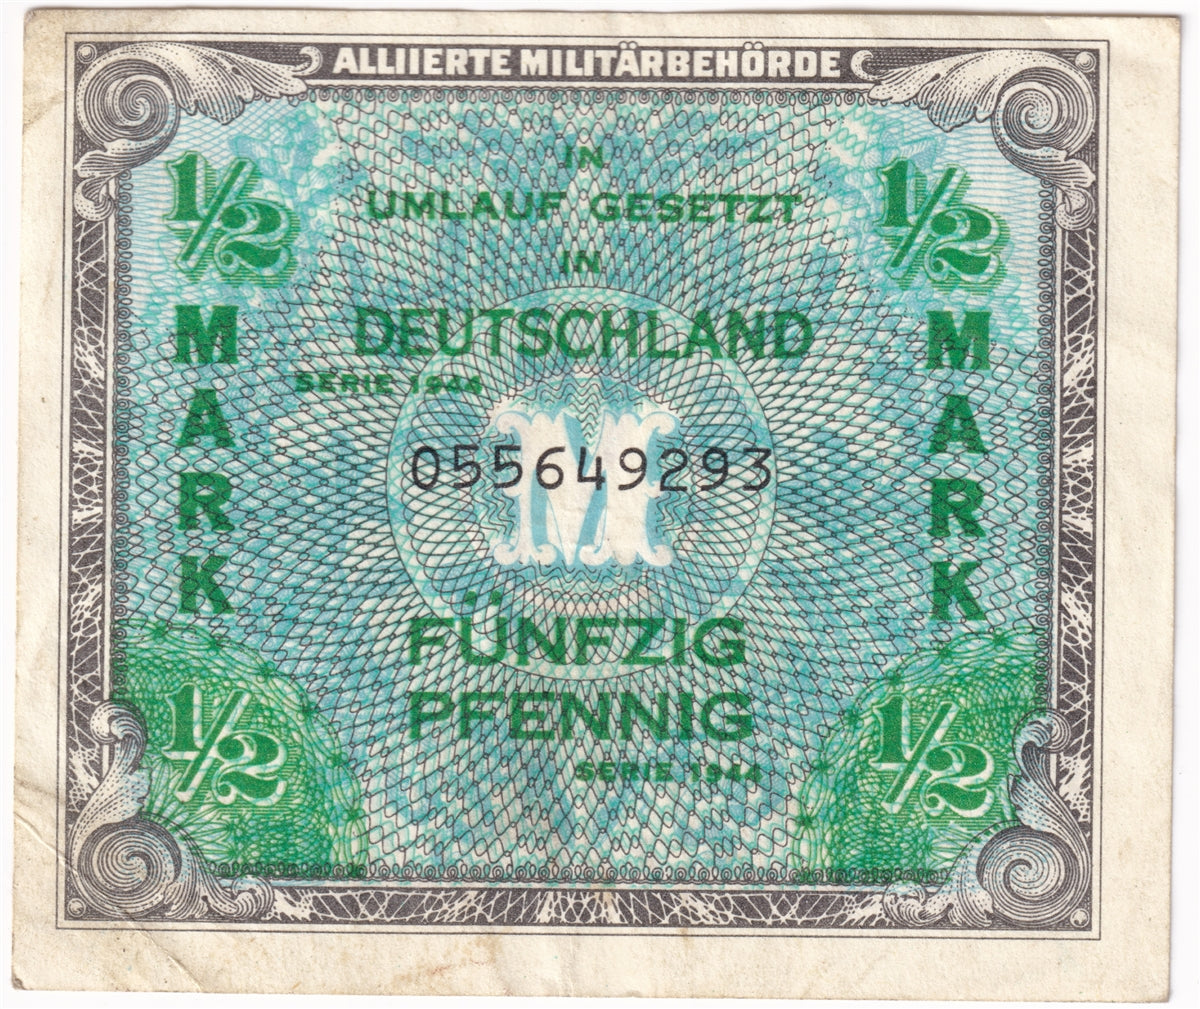 ALLIIERTE MILITÄRBEHÖRDE
1/2
1/2
IN
UMLAUF GESETZT
IN
DEUTSCHLAND
MARK
MARK
SERIE 1944
M
055649293
FÜNFZIG
PFENNIG
1/2
1/2
SERIE 1944